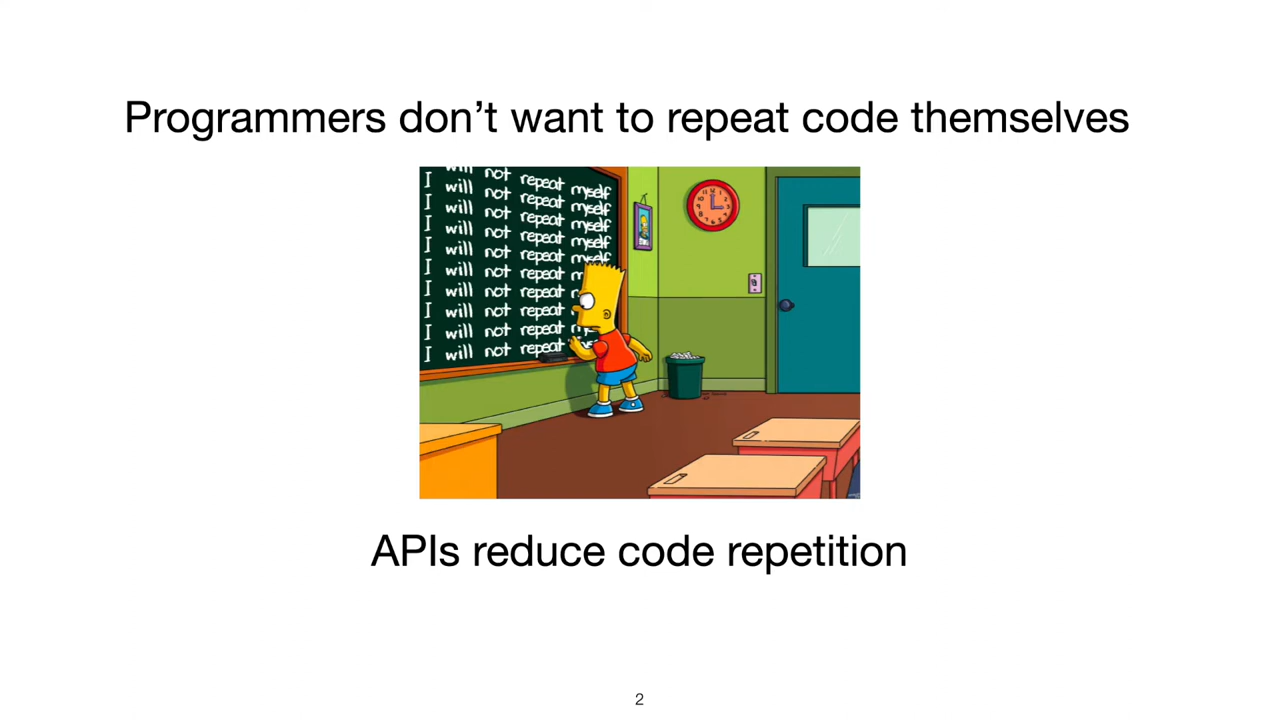 Programmers don’t want to repeat code themselves
will not repeat myself
I will not repeat myself
I will not repeat myself
I will not repeat myself
I will not repeat myself
I will not repeat
I will not repeat
I will not repeat
I will not repeat
I will not repeat
APIs reduce code repetition
2